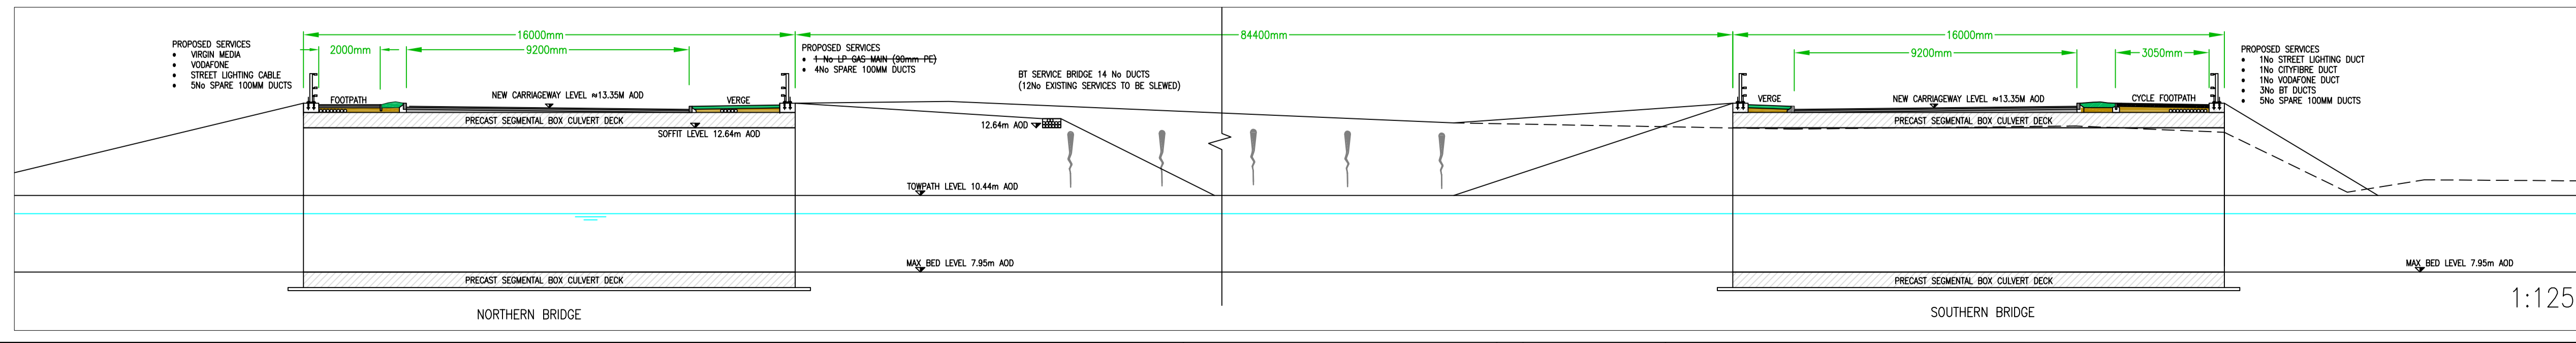 16000mm
2000mm
9200mm
84400mm
16000mm
9200mm
3050mm
PROPOSED SERVICES
• VIRGIN MEDIA
• VODAFONE
• STREET LIGHTING CABLE
• 5No SPARE 100MM DUCTS
FOOTPATH
NEW CARRIAGEWAY LEVEL ≈13.35M AOD
VERGE
PRECAST SEGMENTAL BOX CULVERT DECK
SOFFIT LEVEL 12.64m AOD
PROPOSED SERVICES
• 1 No LP GAS MAIN (90mm PE)
• 4No SPARE 100MM DUCTS
BT SERVICE BRIDGE 14 No DUCTS
(12No EXISTING SERVICES TO BE SLEWED)
12.64m AOD
TOWPATH LEVEL 10.44m AOD
MAX BED LEVEL 7.95m AOD
PRECAST SEGMENTAL BOX CULVERT DECK
NORTHERN BRIDGE
VERGE
NEW CARRIAGEWAY LEVEL ≈13.35M AOD
CYCLE FOOTPATH
PRECAST SEGMENTAL BOX CULVERT DECK
PROPOSED SERVICES
• 1No STREET LIGHTING DUCT
• 1No CITYFIBRE DUCT
• 1No VODAFONE DUCT
• 3No BT DUCTS
• 5No SPARE 100MM DUCTS
PRECAST SEGMENTAL BOX CULVERT DECK
MAX BED LEVEL 7.95m AOD
SOUTHERN BRIDGE
1:125